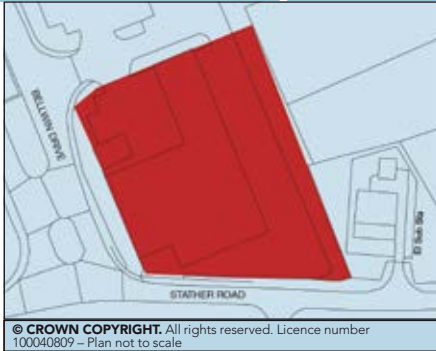 BELLWIN DRIVE
El Sub Sta
STATHER ROAD
© CROWN COPYRIGHT. All rights reserved. Licence number
100040809 – Plan not to scale